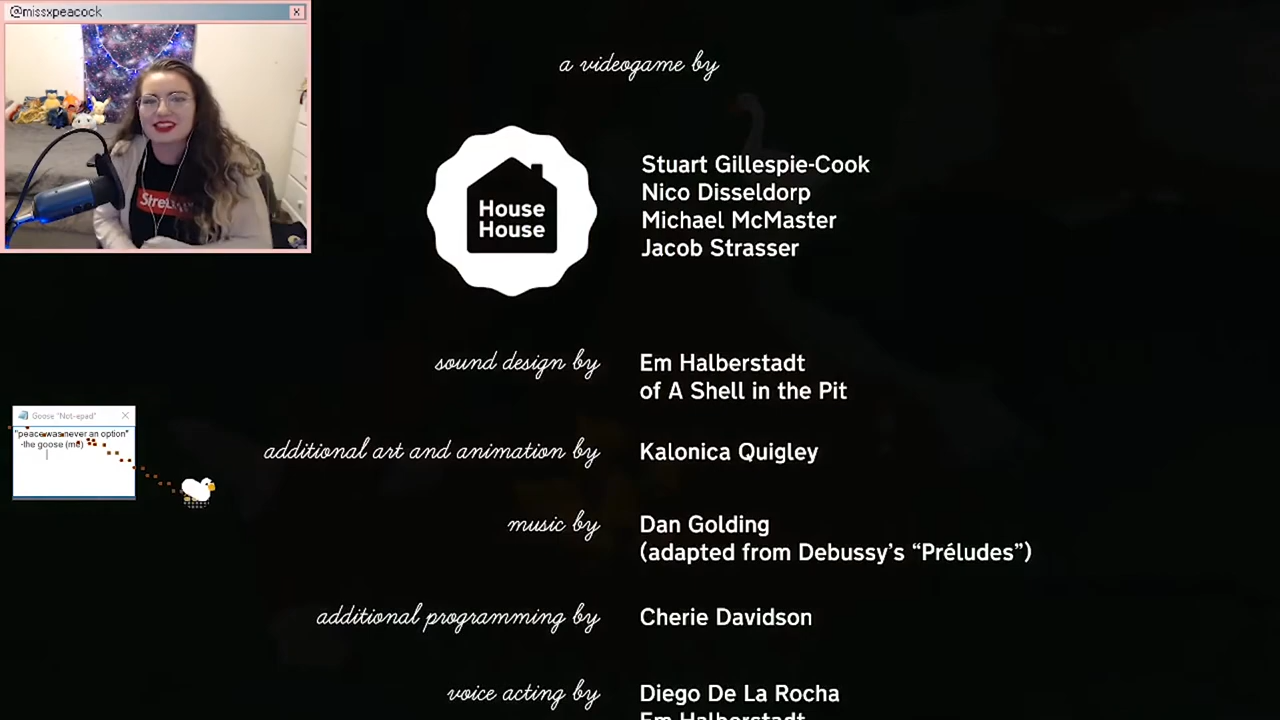 @missxpeacock
a videogame by
House
House
Stuart Gillespie-Cook
Nico Disseldorp
Michael McMaster
Jacob Strasser
sound design by
Em Halberstadt
of A Shell in the Pit
Goose "Not-epad"
"peace was never an option"
-the goose (me)
additional art and animation by
Kalonica Quigley
music by
Dan Golding
(adapted from Debussy's “Préludes”)
additional programming by
Cherie Davidson
voice acting by
Diego De La Rocha
Em Halberstadt